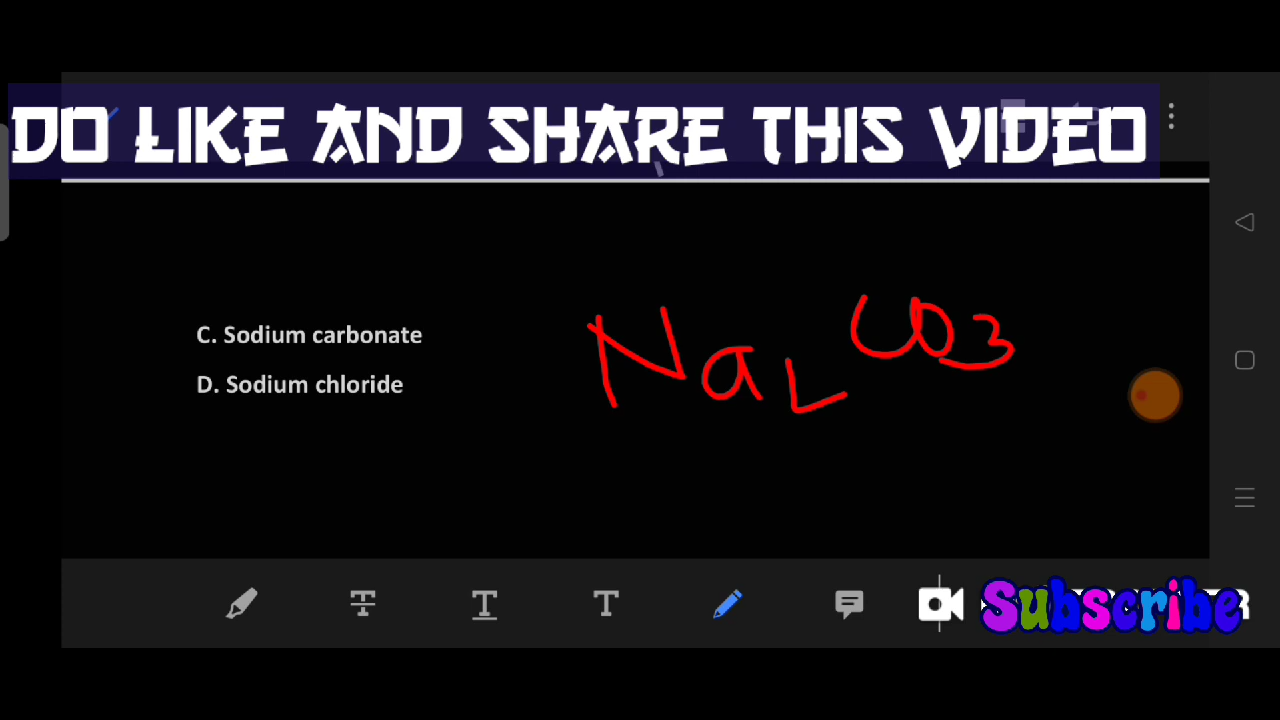 DO LIKE AND SHARE THIS VIDEO
C. Sodium carbonate
D. Sodium chloride
Na2CO3
T T T
Subscribe